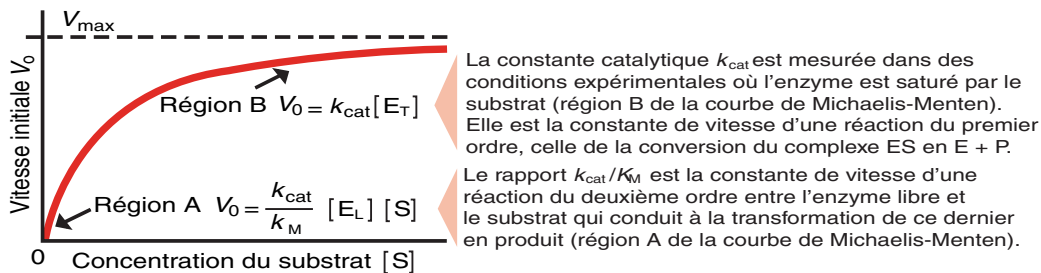 V max
Vitesse initiale V0
Région B V0 = kcat [ET]
Région A V0 = kcat / kM [EL] [S]
0
Concentration du substrat [S]
La constante catalytique kcat est mesurée dans des
conditions expérimentales où l'enzyme est saturé par le
substrat (région B de la courbe de Michaelis-Menten).
Elle est la constante de vitesse d'une réaction du premier
ordre, celle de la conversion du complexe ES en E + P.
Le rapport kcat/KM est la constante de vitesse d'une
réaction du deuxième ordre entre l'enzyme libre et
le substrat qui conduit à la transformation de ce dernier
en produit (région A de la courbe de Michaelis-Menten).